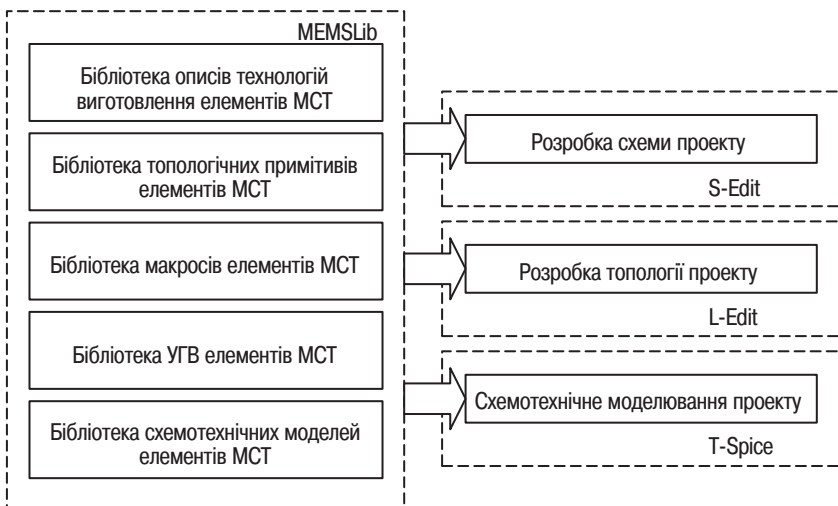 MEMSLib
Бібліотека описів технологій
виготовлення елементів МСТ
Бібліотека топологічних примітивів
елементів МСТ
Бібліотека макросів елементів МСТ
Бібліотека УГВ елементів МСТ
Бібліотека схемотехнічних моделей
елементів МСТ
Розробка схеми проекту
S-Edit
Розробка топології проекту
L-Edit
Схемотехнічне моделювання проекту
T-Spice